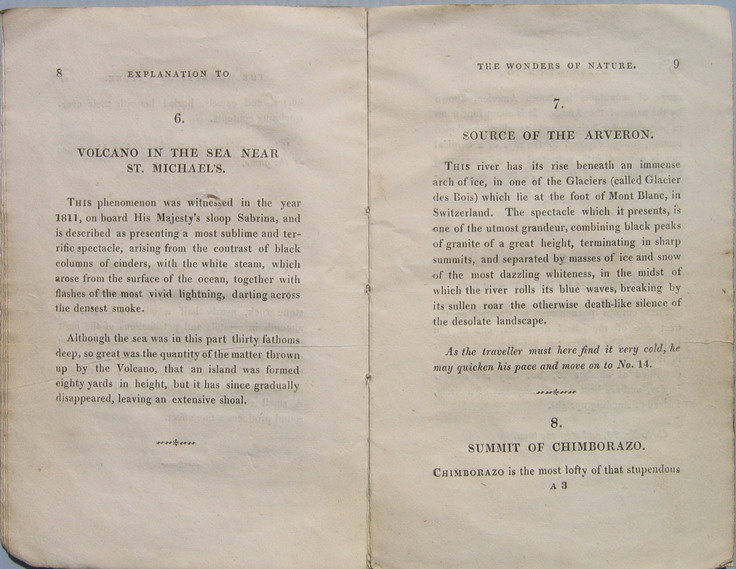 8 EXPLANATION TO
6.
VOLCANO IN THE SEA NEAR
ST. MICHAEL'S.
THIS phenomenon was witnessed in the year
1811, on board His Majesty's sloop Sabrina, and
is described as presenting a most sublime and ter-
rific spectacle, arising from the contrast of black
columns of cinders, with the white steam, which
arose from the surface of the ocean, together with
flashes of the most vivid lightning, darting across
the densest smoke.
Although the sea was in this part thirty fathoms
deep, so great was the quantity of the matter thrown
up by the Volcano, that an island was formed
eighty yards in height, but it has since gradually
disappeared, leaving an extensive shoal.
THE WONDERS OF NATURE. 9
7.
SOURCE OF THE ARVERON.
THIS river has its rise beneath an immense
arch of ice, in one of the Glaciers (called Glacier
des Bois) which lie at the foot of Mont Blanc, in
Switzerland. The spectacle which it presents, is
one of the utmost grandeur, combining black peaks
of granite of a great height, terminating in sharp
summits, and separated by masses of ice and snow
of the most dazzling whiteness, in the midst of
which the river rolls its blue waves, breaking by
its sullen roar the otherwise death-like silence of
the desolate landscape.
As the traveller must here find it very cold, he
may quicken his pace and move on to No. 14.
8.
SUMMIT OF CHIMBORAZO.
CHIMBORAZO is the most lofty of that stupendous
A 3